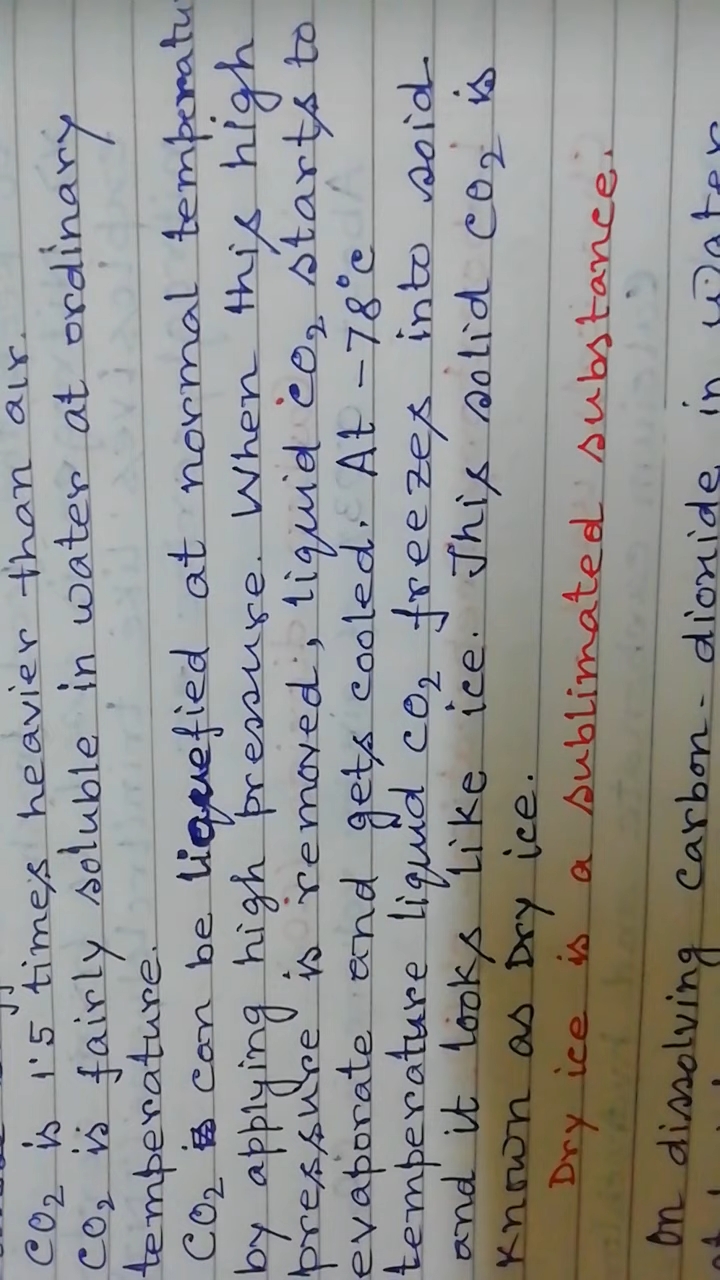 CO2 is 1.5 times heavier than air.
CO2 is fairly soluble in water at ordinary
temperature.
CO2 can be liquefied at normal temperatu
by applying high pressure. When this high
pressure is removed, liquid CO2 starts to
evaporate and gets cooled. At -78°C
temperature liquid CO2 freezes into soid
and it looks like ice. This solid CO2 is
known as Dry ice.
Dry ice is a sublimated substance.
On dissolving carbon-dioxide in water